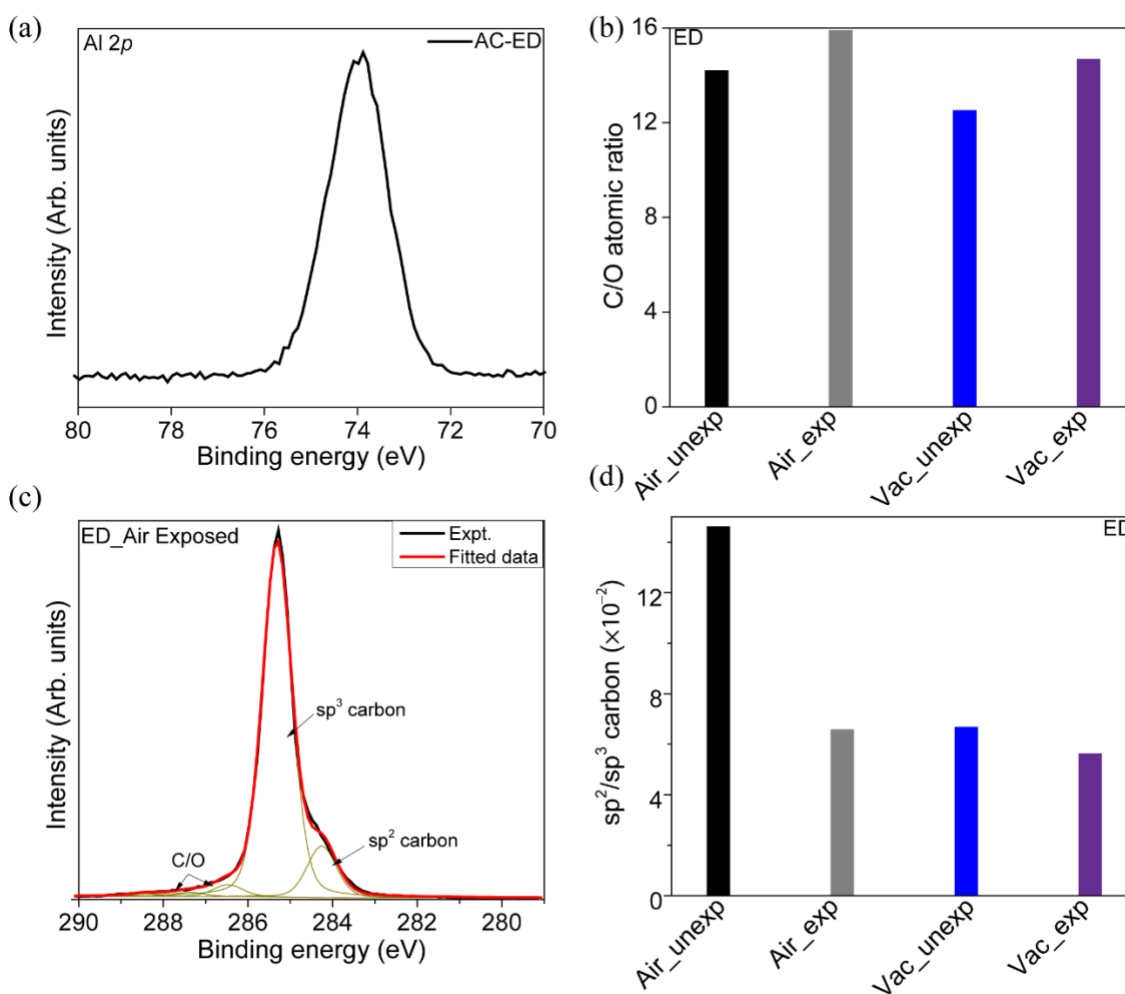 (a)
Al 2p
AC-ED
Intensity (Arb. units)
80 78 76 74 72 70
Binding energy (eV)
(b)
ED
C/O atomic ratio
16
12
8
4
0
Air_unexp Air_exp Vac_unexp Vac_exp
(c)
ED_Air Exposed
Expt.
Fitted data
sp³ carbon
sp² carbon
C/O
Intensity (Arb. units)
290 288 286 284 282 280
Binding energy (eV)
(d)
ED
sp²/sp³ carbon (×10⁻²)
12
8
4
0
Air_unexp Air_exp Vac_unexp Vac_exp